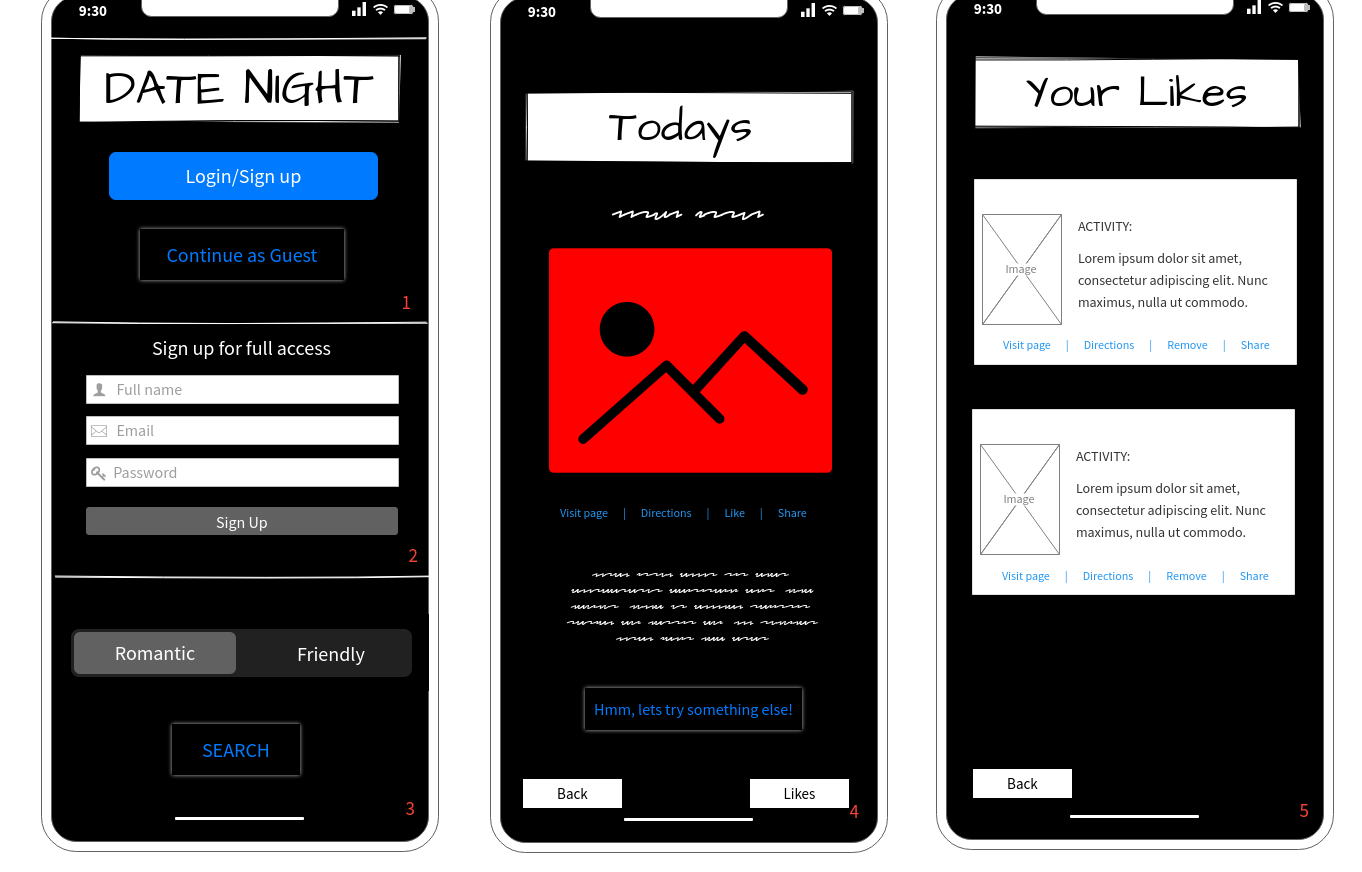 9:30
DATE NIGHT
Login/Sign up
Continue as Guest
1
Sign up for full access
Full name
Email
Password
Sign Up
2
Romantic Friendly
SEARCH
3
9:30
Todays
Visit page | Directions | Like | Share
Hmm, lets try something else!
Back Likes
4
9:30
Your Likes
Image
ACTIVITY:
Lorem ipsum dolor sit amet,
consectetur adipiscing elit. Nunc
maximus, nulla ut commodo.
Visit page | Directions | Remove | Share
Image
ACTIVITY:
Lorem ipsum dolor sit amet,
consectetur adipiscing elit. Nunc
maximus, nulla ut commodo.
Visit page | Directions | Remove | Share
Back
5